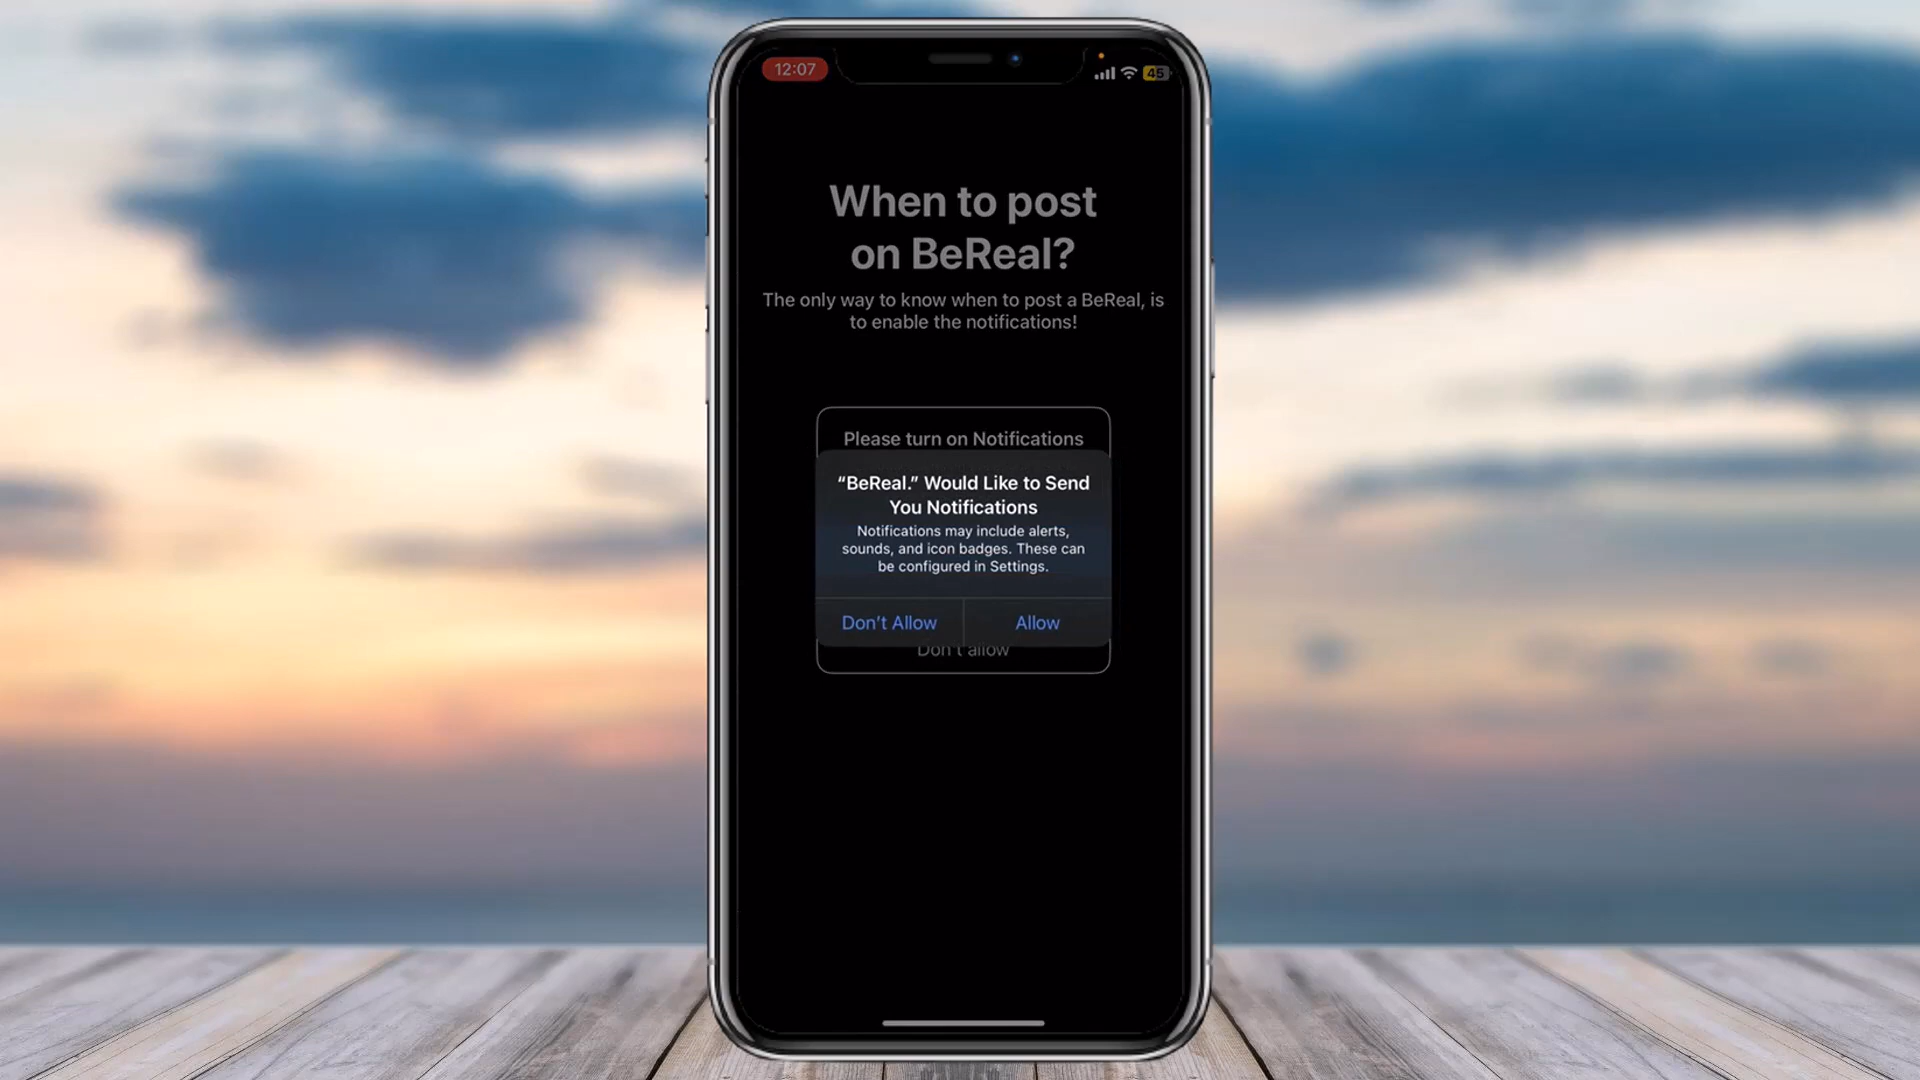 12:07
45
When to post
on BeReal?
The only way to know when to post a BeReal, is
to enable the notifications!
Please turn on Notifications
“BeReal.” Would Like to Send
You Notifications
Notifications may include alerts,
sounds, and icon badges. These can
be configured in Settings.
Don’t Allow
Allow
Don't allow